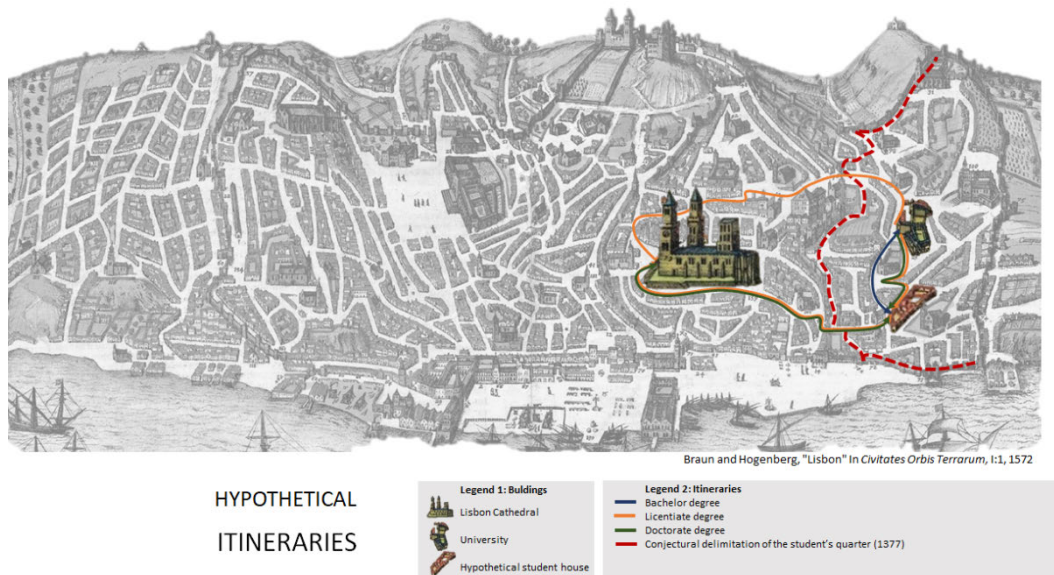 Braun and Hogenberg, "Lisbon" In Civitates Orbis Terrarum, I:1, 1572
HYPOTHETICAL
ITINERARIES
Legend 1: Buldings
Lisbon Cathedral
University
Hypothetical student house
Legend 2: Itineraries
Bachelor degree
Licentiate degree
Doctorate degree
Conjectural delimitation of the student's quarter (1377)